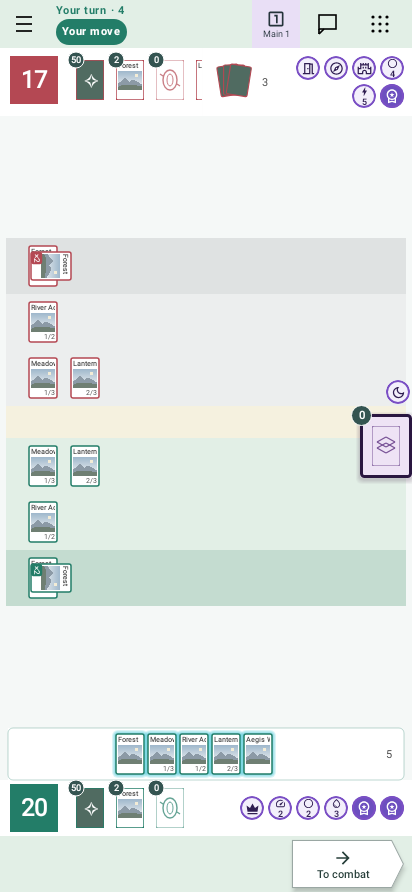 Your turn · 4
Your move
1
Main 1
17
50
2
0
Forest
L
3
4
5
x2
Forest
Forest
River Ac
1/2
Meadow
1/3
Lantern
2/3
0
Meadow
1/3
Lantern
2/3
River Ac
1/2
x2
Forest
Forest
Forest
Meadow
1/3
River Ac
1/2
Lantern
2/3
Aegis W
5
20
50
2
0
Forest
2
2
3
To combat